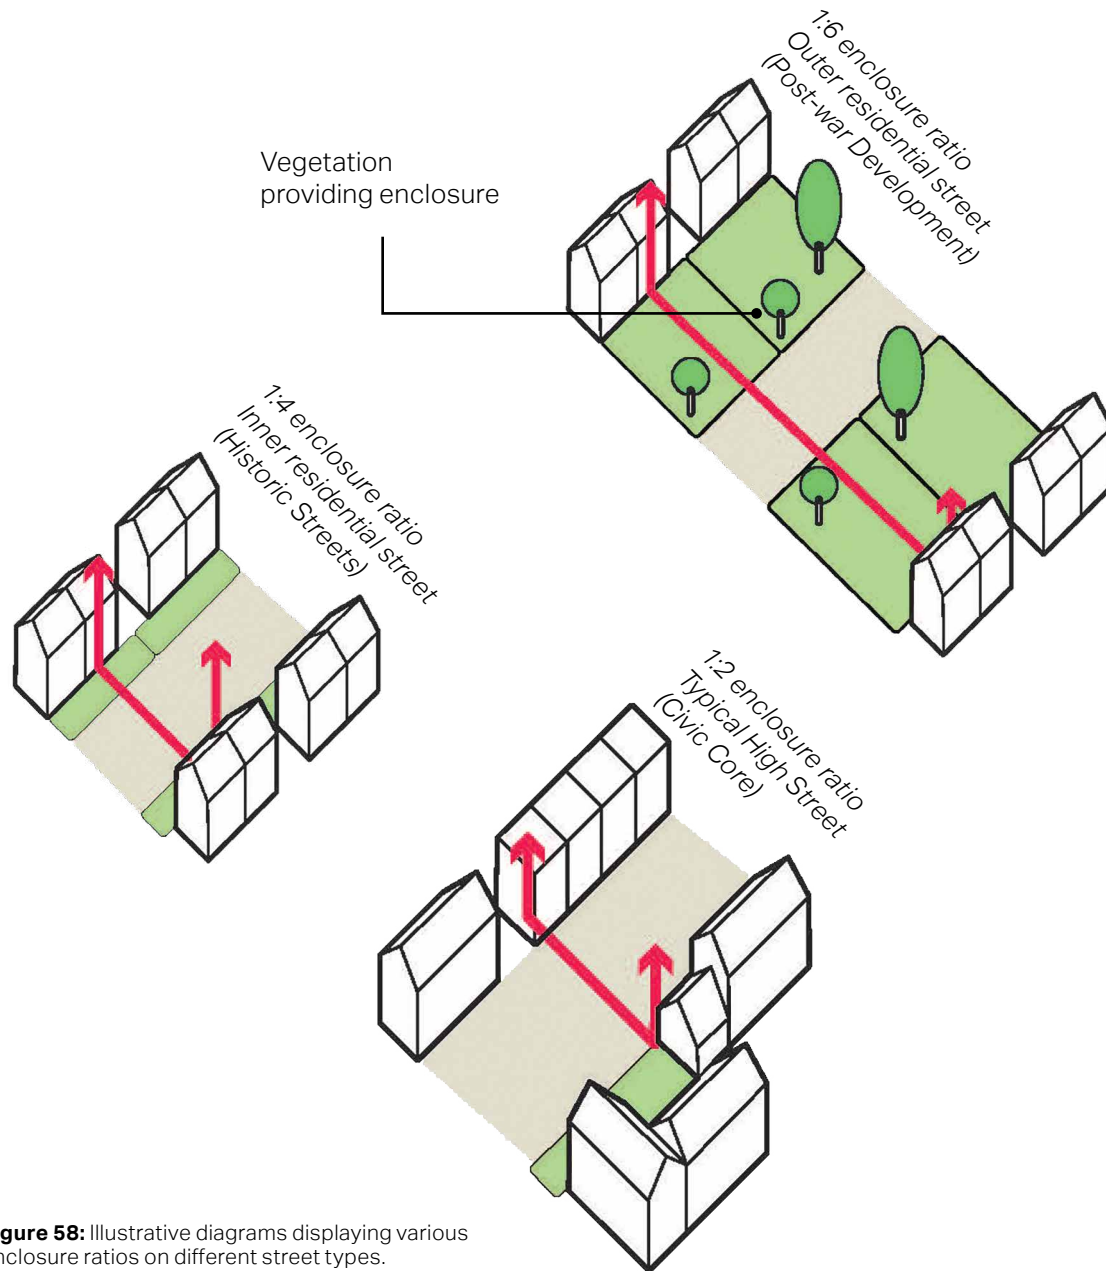 1:6 enclosure ratio
Outer residential street
(Post-war Development)
Vegetation
providing enclosure
1:4 enclosure ratio
Inner residential street
(Historic Streets)
1:2 enclosure ratio
Typical High Street
(Civic Core)
igure 58: Illustrative diagrams displaying various
nclosure ratios on different street types.